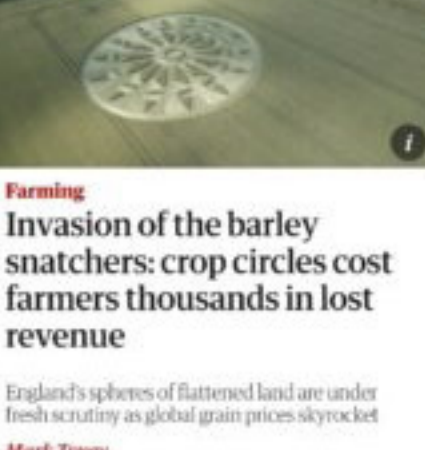 i
Farming
Invasion of the barley
snatchers: crop circles cost
farmers thousands in lost
revenue
England's spheres of flattened land are under
fresh scrutiny as global grain prices skyrocket
Mark